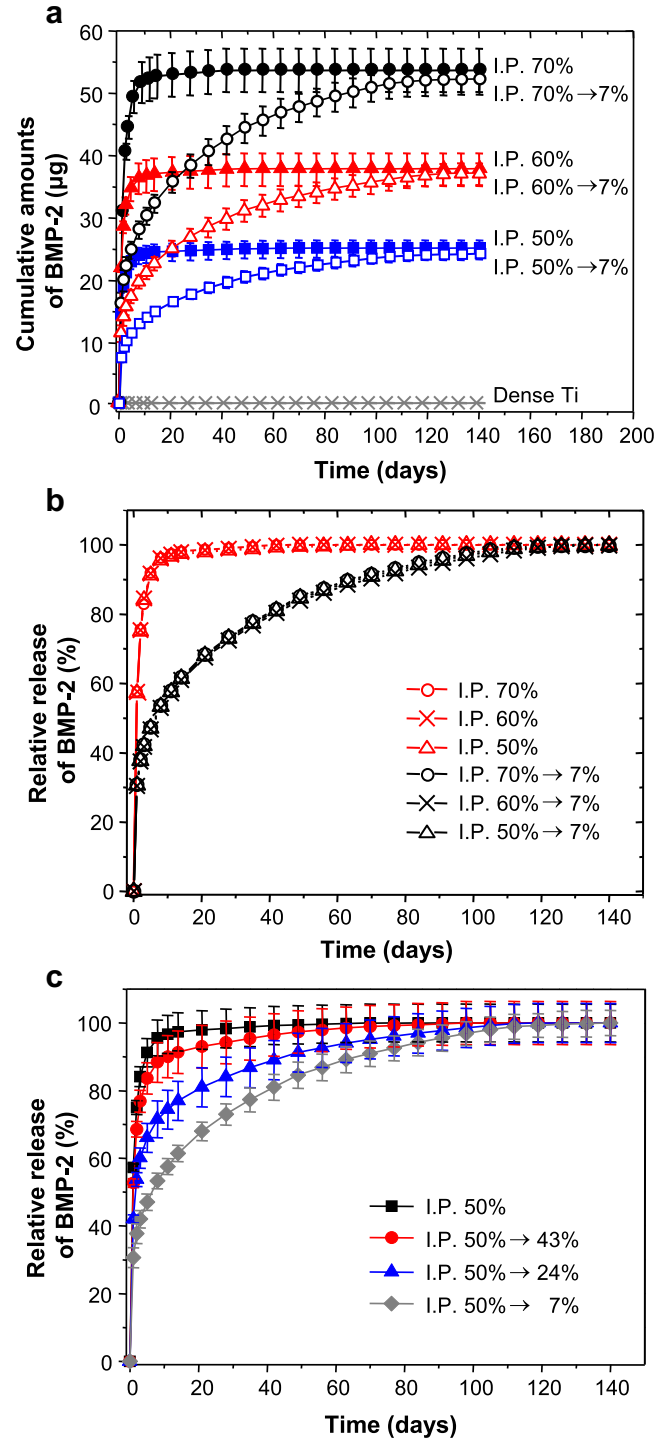 a
60
50
40
30
20
10
0
Cumulative amounts
of BMP-2 (µg)
I.P. 70%
I.P. 70%→7%
I.P. 60%
I.P. 60%→7%
I.P. 50%
I.P. 50%→7%
Dense Ti
0 20 40 60 80 100 120 140 160 180 200
Time (days)
b
100
80
60
40
20
0
Relative release
of BMP-2 (%)
I.P. 70%
I.P. 60%
I.P. 50%
I.P. 70%→7%
I.P. 60%→7%
I.P. 50%→7%
0 20 40 60 80 100 120 140
Time (days)
c
100
80
60
40
20
0
Relative release
of BMP-2 (%)
I.P. 50%
I.P. 50%→43%
I.P. 50%→24%
I.P. 50%→ 7%
0 20 40 60 80 100 120 140
Time (days)